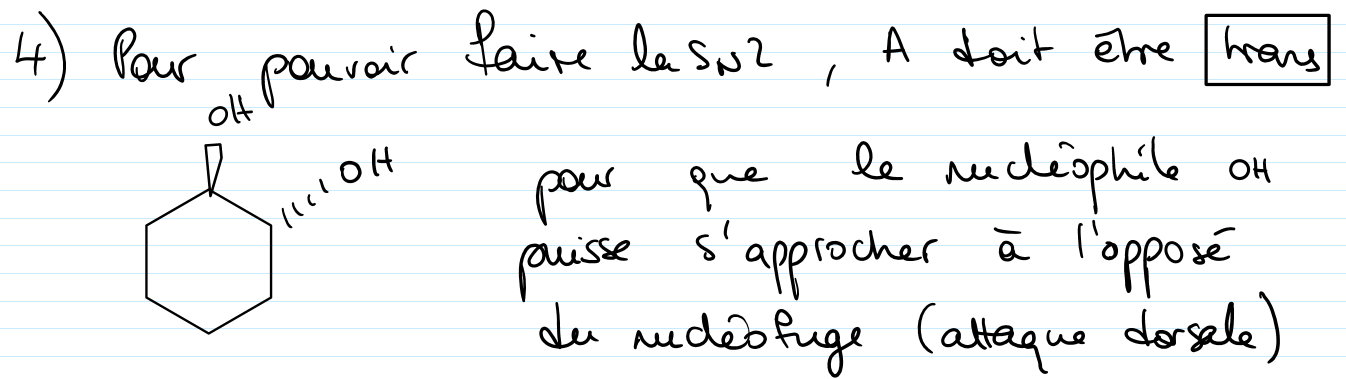 4) Pour pouvoir faire la SN2, A doit être trans
OH
OH
pour que le nucléophile OH
puisse s'approcher à l'opposé
du nucléofuge (attaque dorsale)